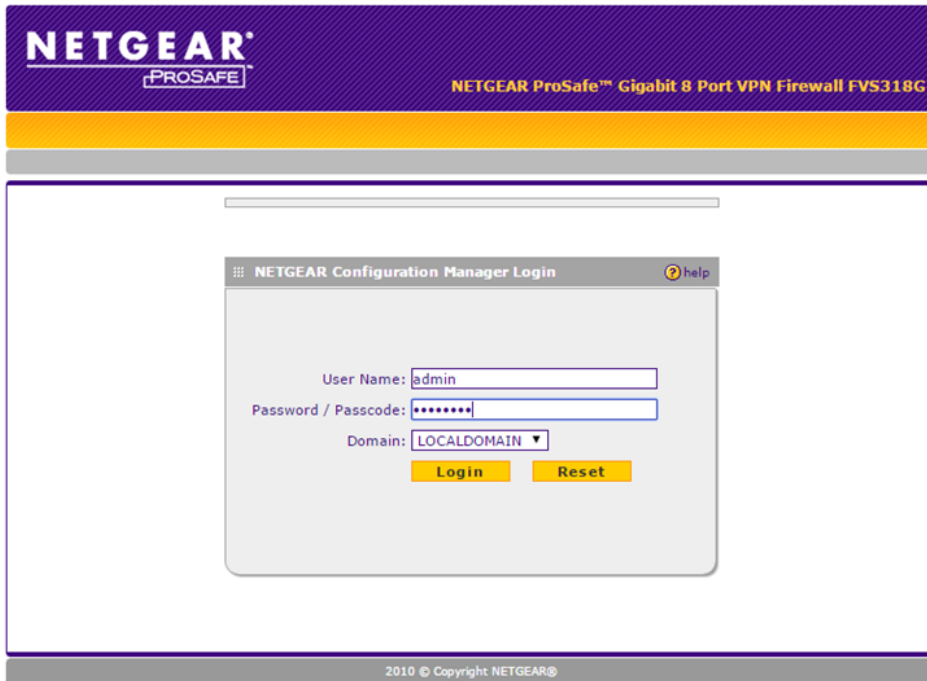 NETGEAR®
PROSAFE
NETGEAR ProSafe™ Gigabit 8 Port VPN Firewall FVS318G
NETGEAR Configuration Manager Login
? help
User Name: admin
Password / Passcode: ••••••••
Domain: LOCALDOMAIN ▼
Login Reset
2010 © Copyright NETGEAR®